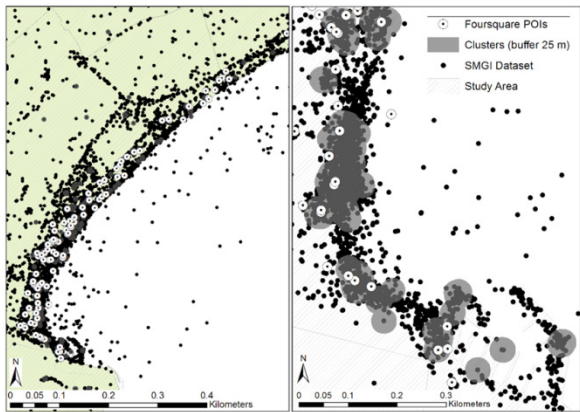 Foursquare POIs
Clusters (buffer 25 m)
SMGI Dataset
Study Area
N
0 0.05 0.1 0.2 0.3 0.4
Kilometers
N
0 0.05 0.1 0.2 0.3
Kilometers